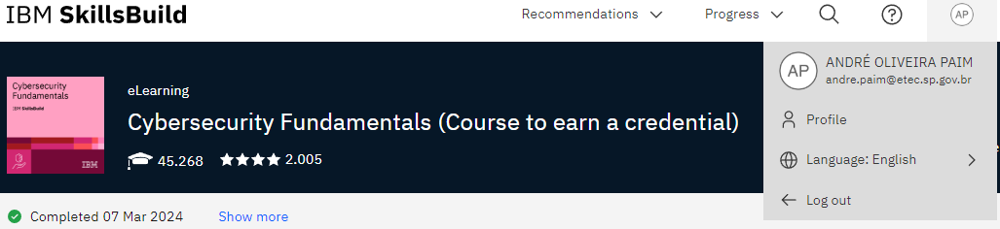 IBM SkillsBuild
Recommendations
Progress
AP
AP
ANDRÉ OLIVEIRA PAIM
andre.paim@etec.sp.gov.br
Profile
Language: English
Log out
Cybersecurity
Fundamentals
IBM SkillsBuild
IBM
eLearning
Cybersecurity Fundamentals (Course to earn a credential)
45.268
2.005
Completed 07 Mar 2024
Show more